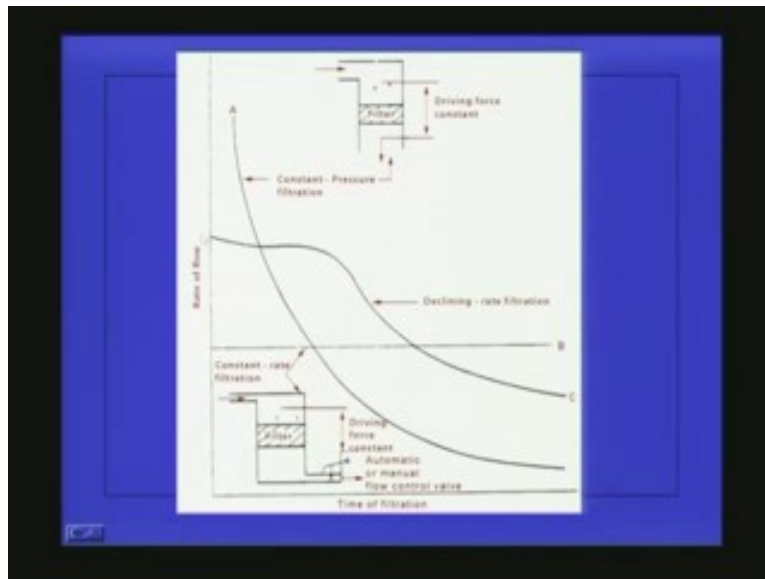 A
Filter
Driving force
constant
Constant - Pressure
filtration
Rate of flow
Declining - rate filtration
B
Constant - rate
filtration
C
Filter
Driving
force
constant
Automatic
or manual
flow control valve
Time of filtration